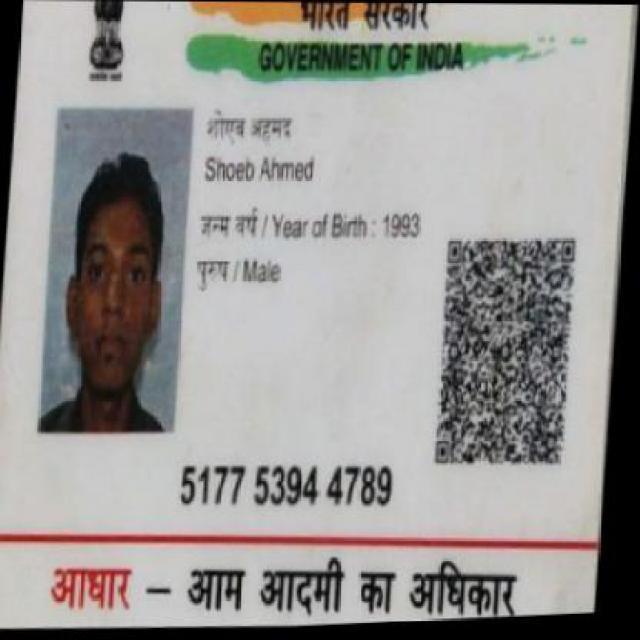 भारत सरकार
GOVERNMENT OF INDIA
शोएब अहमद
Shoeb Ahmed
जन्म वर्ष / Year of Birth : 1993
पुरुष / Male
5177 5394 4789
आधार – आम आदमी का अधिकार